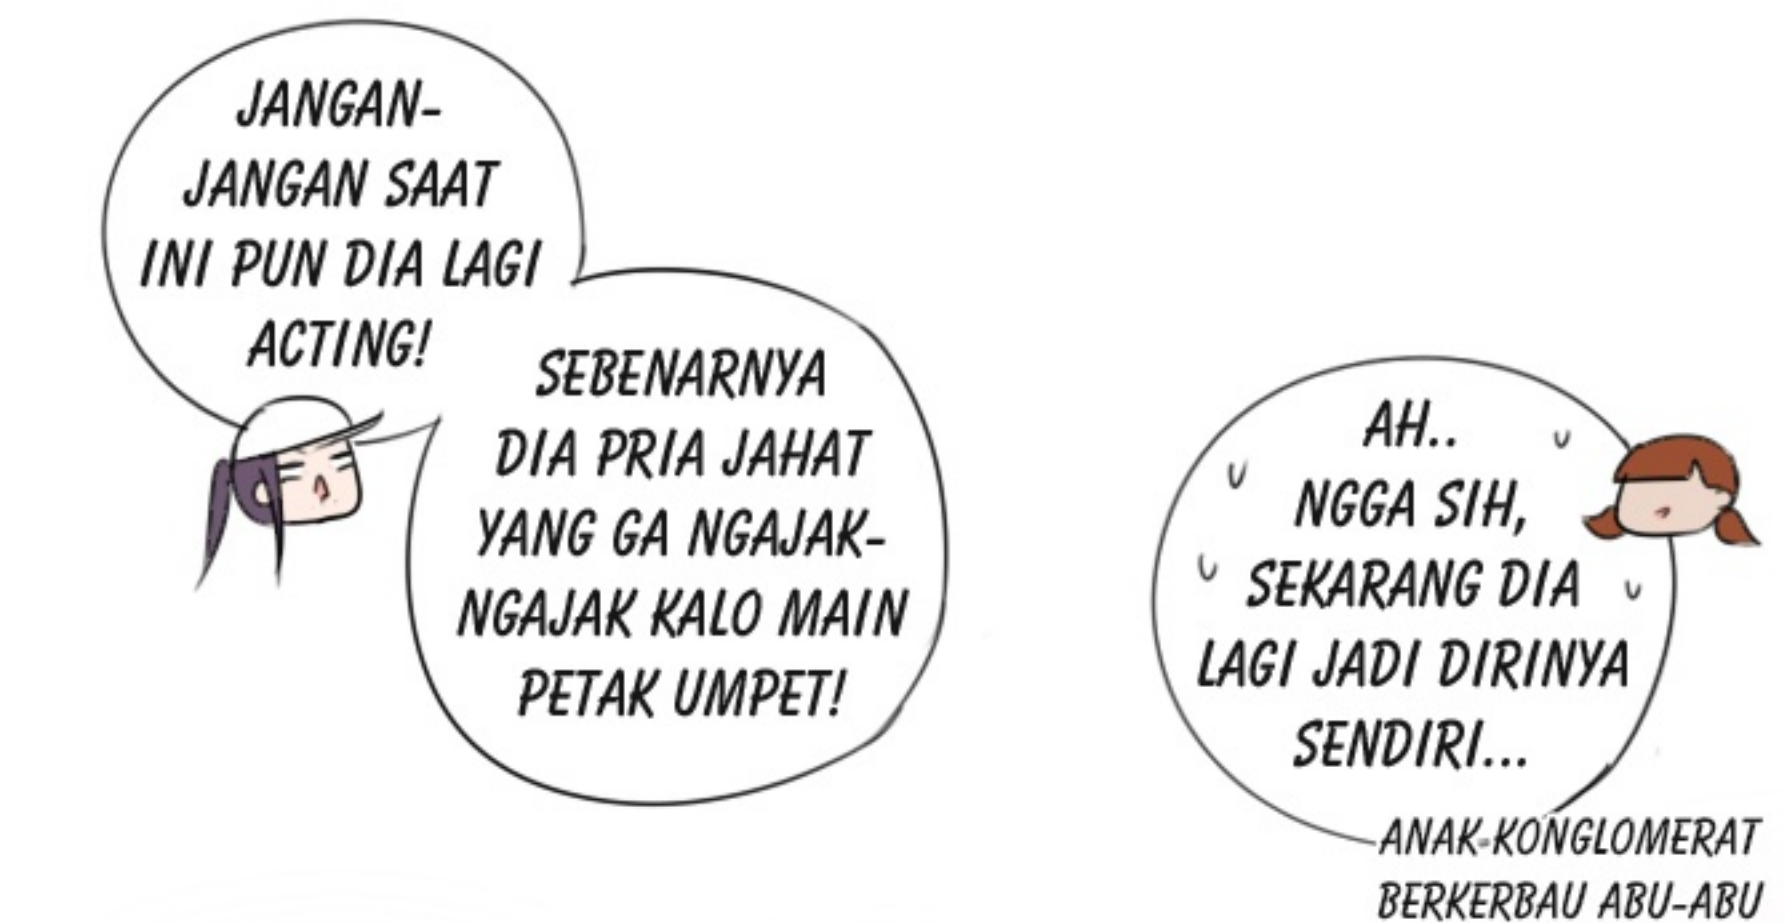 JANGAN-
JANGAN SAAT
INI PUN DIA LAGI
ACTING!
SEBENARNYA
DIA PRIA JAHAT
YANG GA NGAJAK-
NGAJAK KALO MAIN
PETAK UMPET!
AH..
NGGA SIH,
SEKARANG DIA
LAGI JADI DIRINYA
SENDIRI...
ANAK-KONGLOMERAT
BERKERBAU ABU-ABU